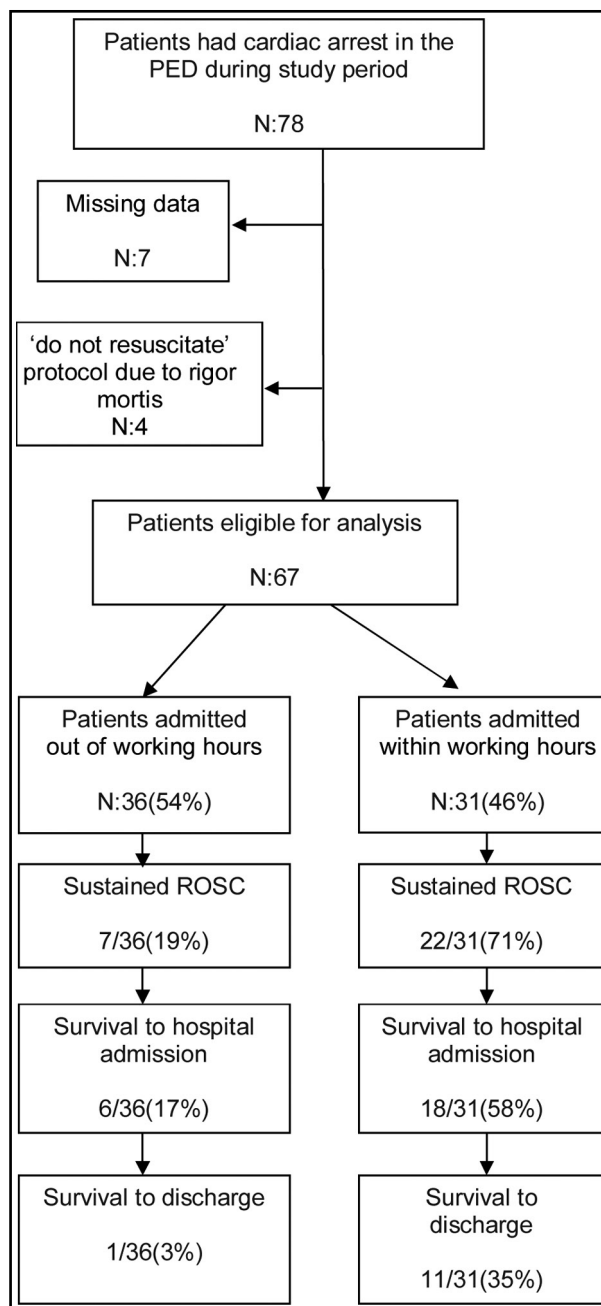 Patients had cardiac arrest in the
PED during study period
N:78
Missing data
N:7
‘do not resuscitate’
protocol due to rigor
mortis
N:4
Patients eligible for analysis
N:67
Patients admitted
out of working hours
N:36(54%)
Sustained ROSC
7/36(19%)
Survival to hospital
admission
6/36(17%)
Survival to discharge
1/36(3%)
Patients admitted
within working hours
N:31(46%)
Sustained ROSC
22/31(71%)
Survival to hospital
admission
18/31(58%)
Survival to
discharge
11/31(35%)